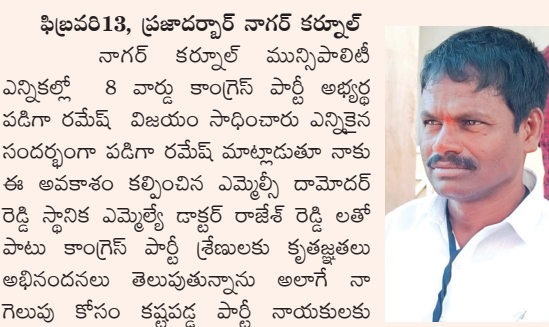 ఫిబ్రవరి13, ప్రజాదర్బార్ నాగర్ కర్నూల్
నాగర్ కర్నూల్ మున్సిపాలిటీ
ఎన్నికల్లో 8 వార్డు కాంగ్రెస్ పార్టీ అభ్యర్థ
పడిగా రమేష్ విజయం సాధించారు ఎన్నికైన
సందర్భంగా పడిగా రమేష్ మాట్లాడుతూ నాకు
ఈ అవకాశం కల్పించిన ఎమ్మెల్సీ దామోదర్
రెడ్డి స్థానిక ఎమ్మెల్యే డాక్టర్ రాజేశ్ రెడ్డి లతో
పాటు కాంగ్రెస్ పార్టీ శ్రేణులకు కృతజ్ఞతలు
అభినందనలు తెలుపుతున్నాను అలాగే నా
గెలుపు కోసం కష్టపడ్డ పార్టీ నాయకులకు